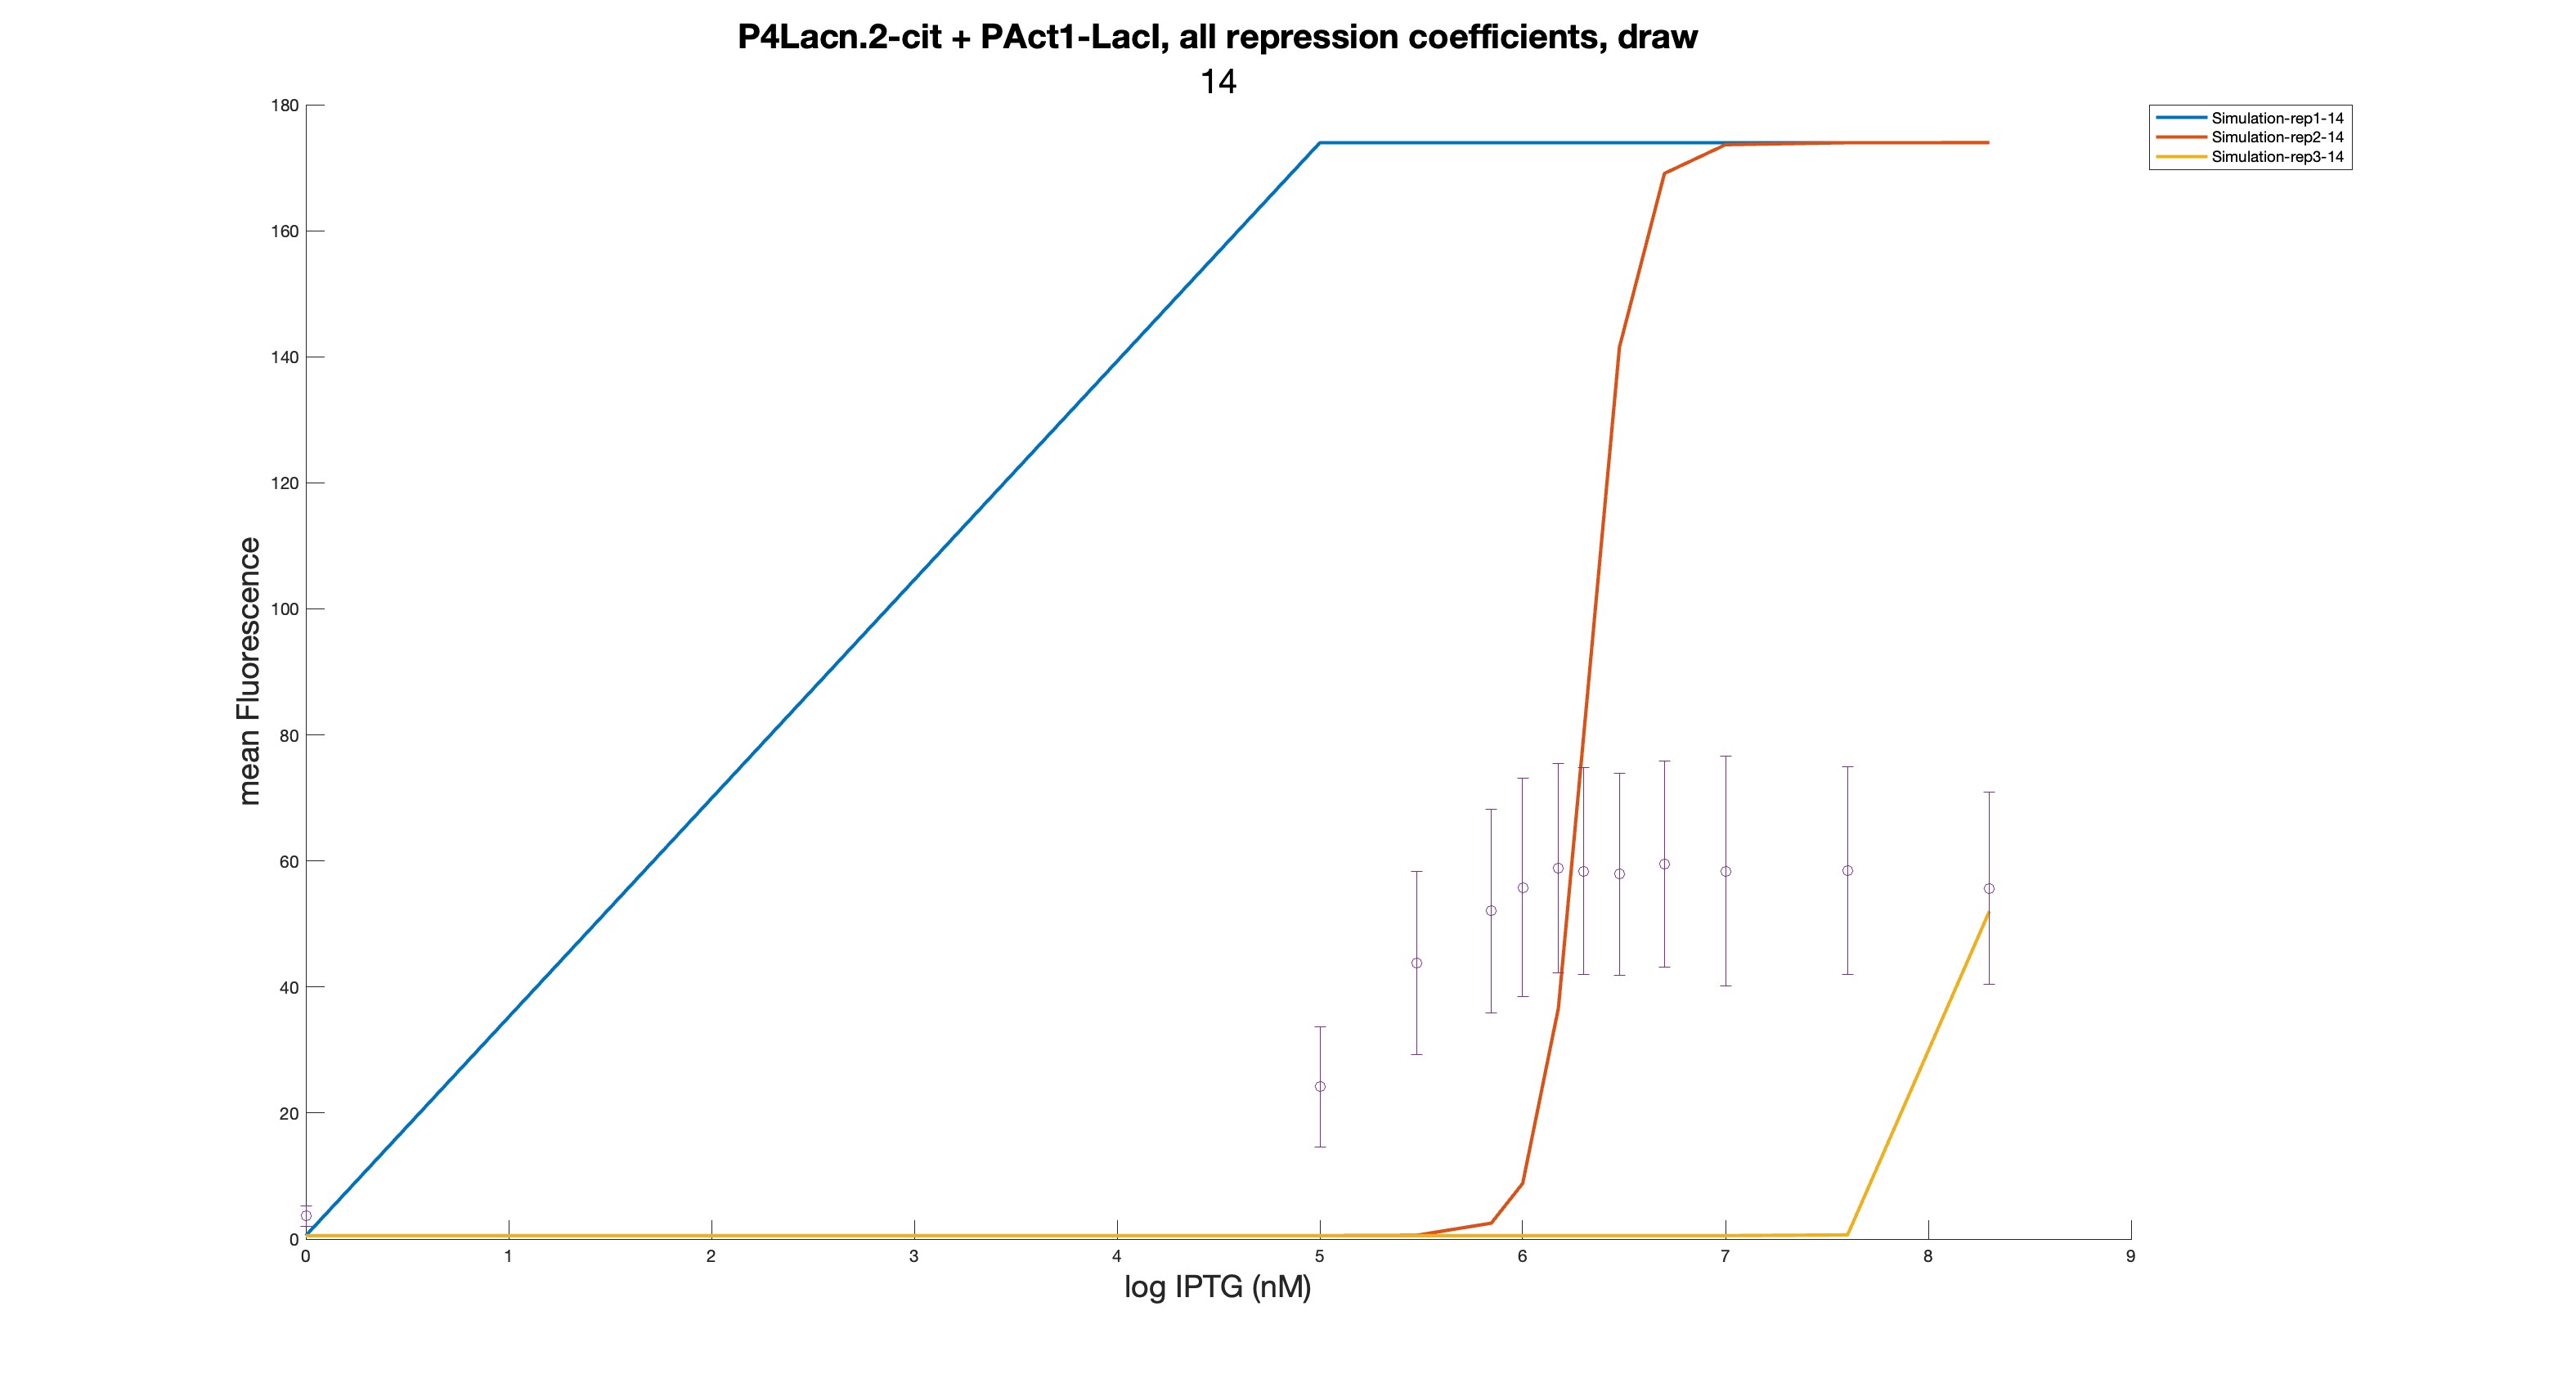 P4Lacn.2-cit + PAct1-LacI, all repression coefficients, draw
14
Simulation-rep1-14
Simulation-rep2-14
Simulation-rep3-14
180
160
140
120
100
80
60
40
20
0
mean Fluorescence
0 1 2 3 4 5 6 7 8 9
log IPTG (nM)